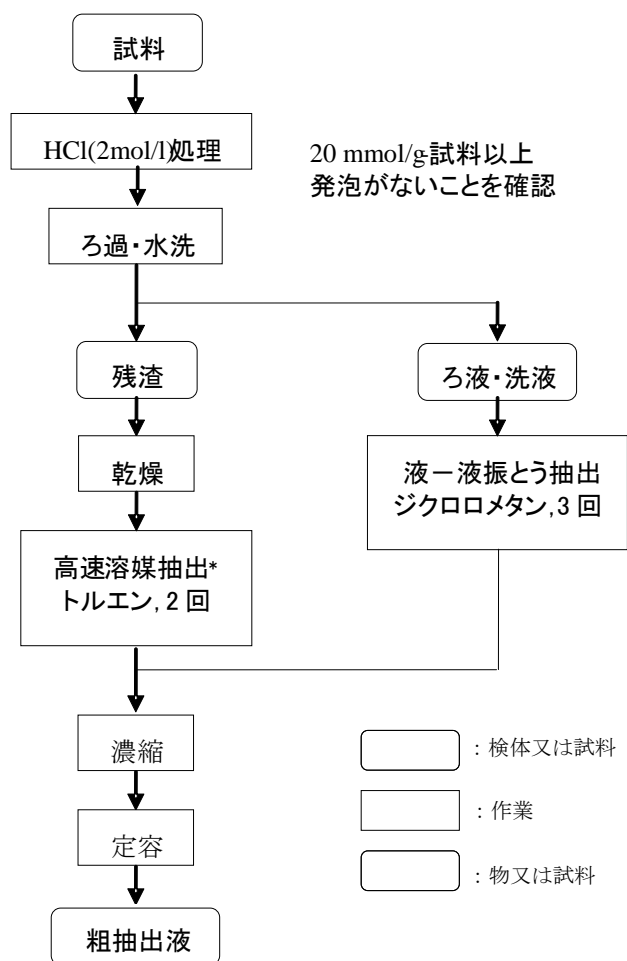 試料
HCl(2mol/l)処理
20 mmol/g試料以上
発泡がないことを確認
ろ過・水洗
残渣
ろ液・洗液
乾燥
液－液振とう抽出
ジクロロメタン,3 回
高速溶媒抽出*
トルエン,2 回
濃縮
：検体又は試料
：作業
定容
：物又は試料
粗抽出液